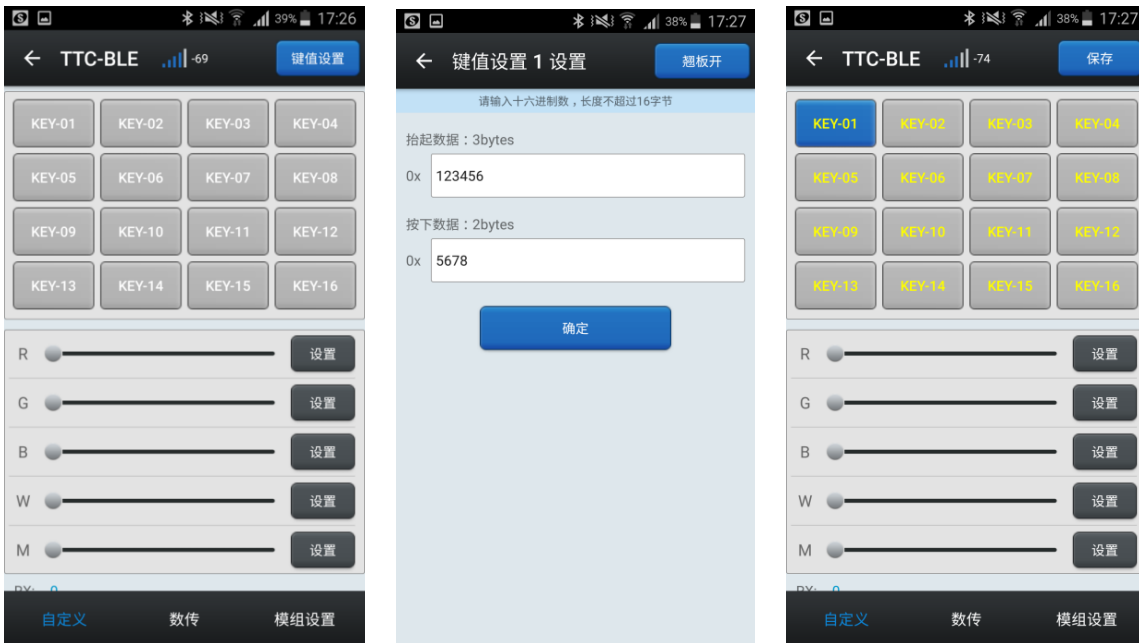 39% 17:26
TTC-BLE -69 键值设置
KEY-01 KEY-02 KEY-03 KEY-04
KEY-05 KEY-06 KEY-07 KEY-08
KEY-09 KEY-10 KEY-11 KEY-12
KEY-13 KEY-14 KEY-15 KEY-16
R 设置
G 设置
B 设置
W 设置
M 设置
RX: 0
自定义 数传 模组设置
38% 17:27
键值设置 1 设置 翘板开
请输入十六进制数，长度不超过16字节
抬起数据：3bytes
0x 123456
按下数据：2bytes
0x 5678
确定
38% 17:27
TTC-BLE -74 保存
KEY-01 KEY-02 KEY-03 KEY-04
KEY-05 KEY-06 KEY-07 KEY-08
KEY-09 KEY-10 KEY-11 KEY-12
KEY-13 KEY-14 KEY-15 KEY-16
R 设置
G 设置
B 设置
W 设置
M 设置
RX: 0
自定义 数传 模组设置